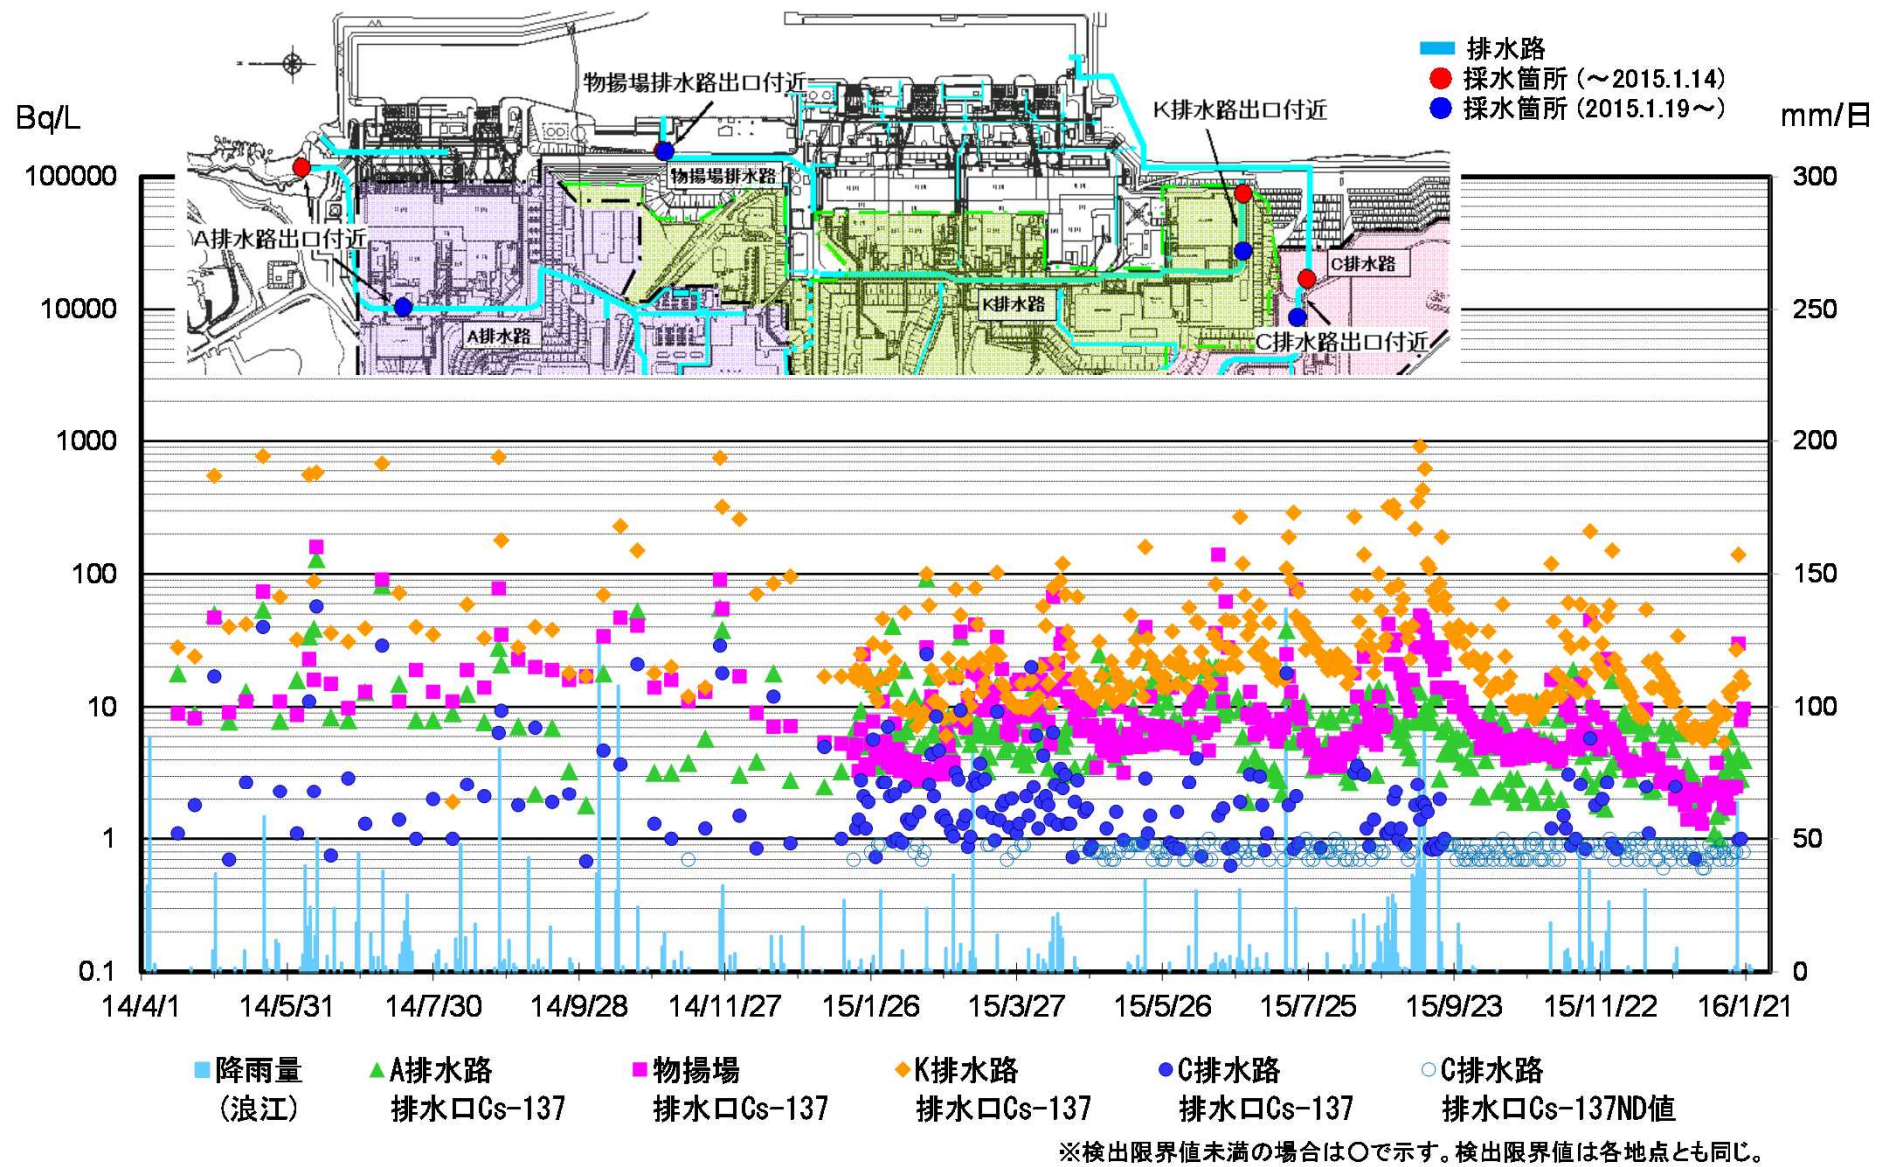 排水路
採水箇所 (～2015.1.14)
採水箇所 (2015.1.19～)
Bq/L
mm/日
物揚場排水路出口付近
K排水路出口付近
物揚場排水路
A排水路出口付近
C排水路
K排水路
A排水路
C排水路出口付近
100000
10000
1000
100
10
1
0.1
300
250
200
150
100
50
0
14/4/1 14/5/31 14/7/30 14/9/28 14/11/27 15/1/26 15/3/27 15/5/26 15/7/25 15/9/23 15/11/22 16/1/21
降雨量
(浪江)
A排水路
排水口Cs-137
物揚場
排水口Cs-137
K排水路
排水口Cs-137
C排水路
排水口Cs-137
C排水路
排水口Cs-137ND値
※検出限界値未満の場合は○で示す。検出限界値は各地点とも同じ。